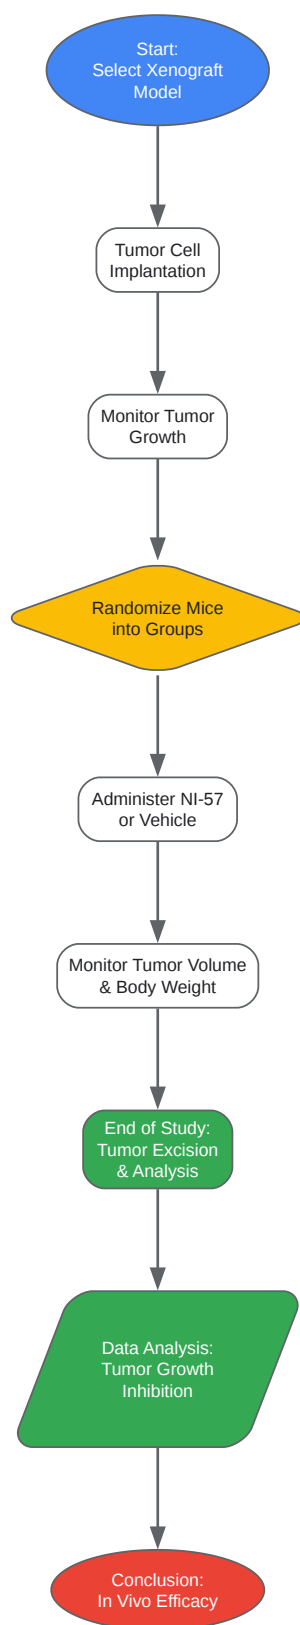 Start:
Select Xenograft
Model
Tumor Cell
Implantation
Monitor Tumor
Growth
Randomize Mice
into Groups
Administer NI-57
or Vehicle
Monitor Tumor Volume
& Body Weight
End of Study:
Tumor Excision
& Analysis
Data Analysis:
Tumor Growth
Inhibition
Conclusion:
In Vivo Efficacy